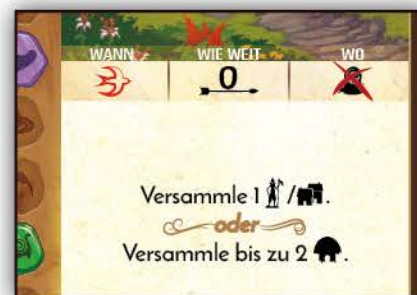 WANN WIE WEIT WO
0
Versammle 1 / .
oder
Versammle bis zu 2 .